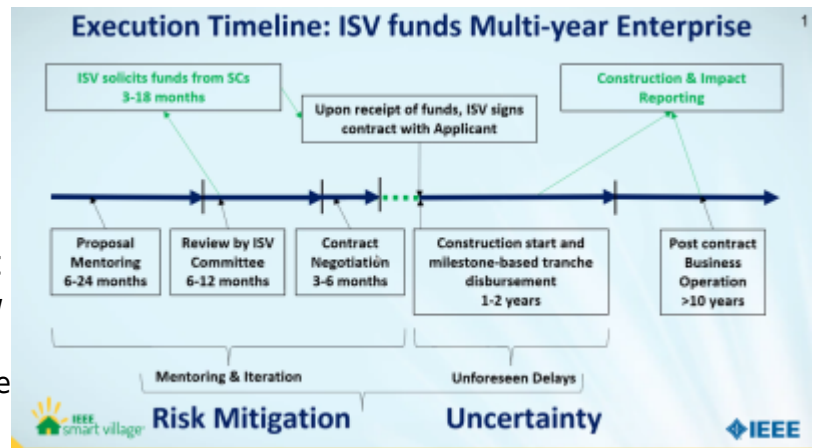 Execution Timeline: ISV funds Multi-year Enterprise
1
ISV solicits funds from SCs
3-18 months
Upon receipt of funds, ISV signs
contract with Applicant
Construction & Impact
Reporting
Proposal
Mentoring
6-24 months
Review by ISV
Committee
6-12 months
Contract
Negotiation
3-6 months
Construction start and
milestone-based tranche
disbursement
1-2 years
Post contract
Business
Operation
>10 years
Mentoring & Iteration
Unforeseen Delays
e
IEEE
smart village
Risk Mitigation
Uncertainty
IEEE